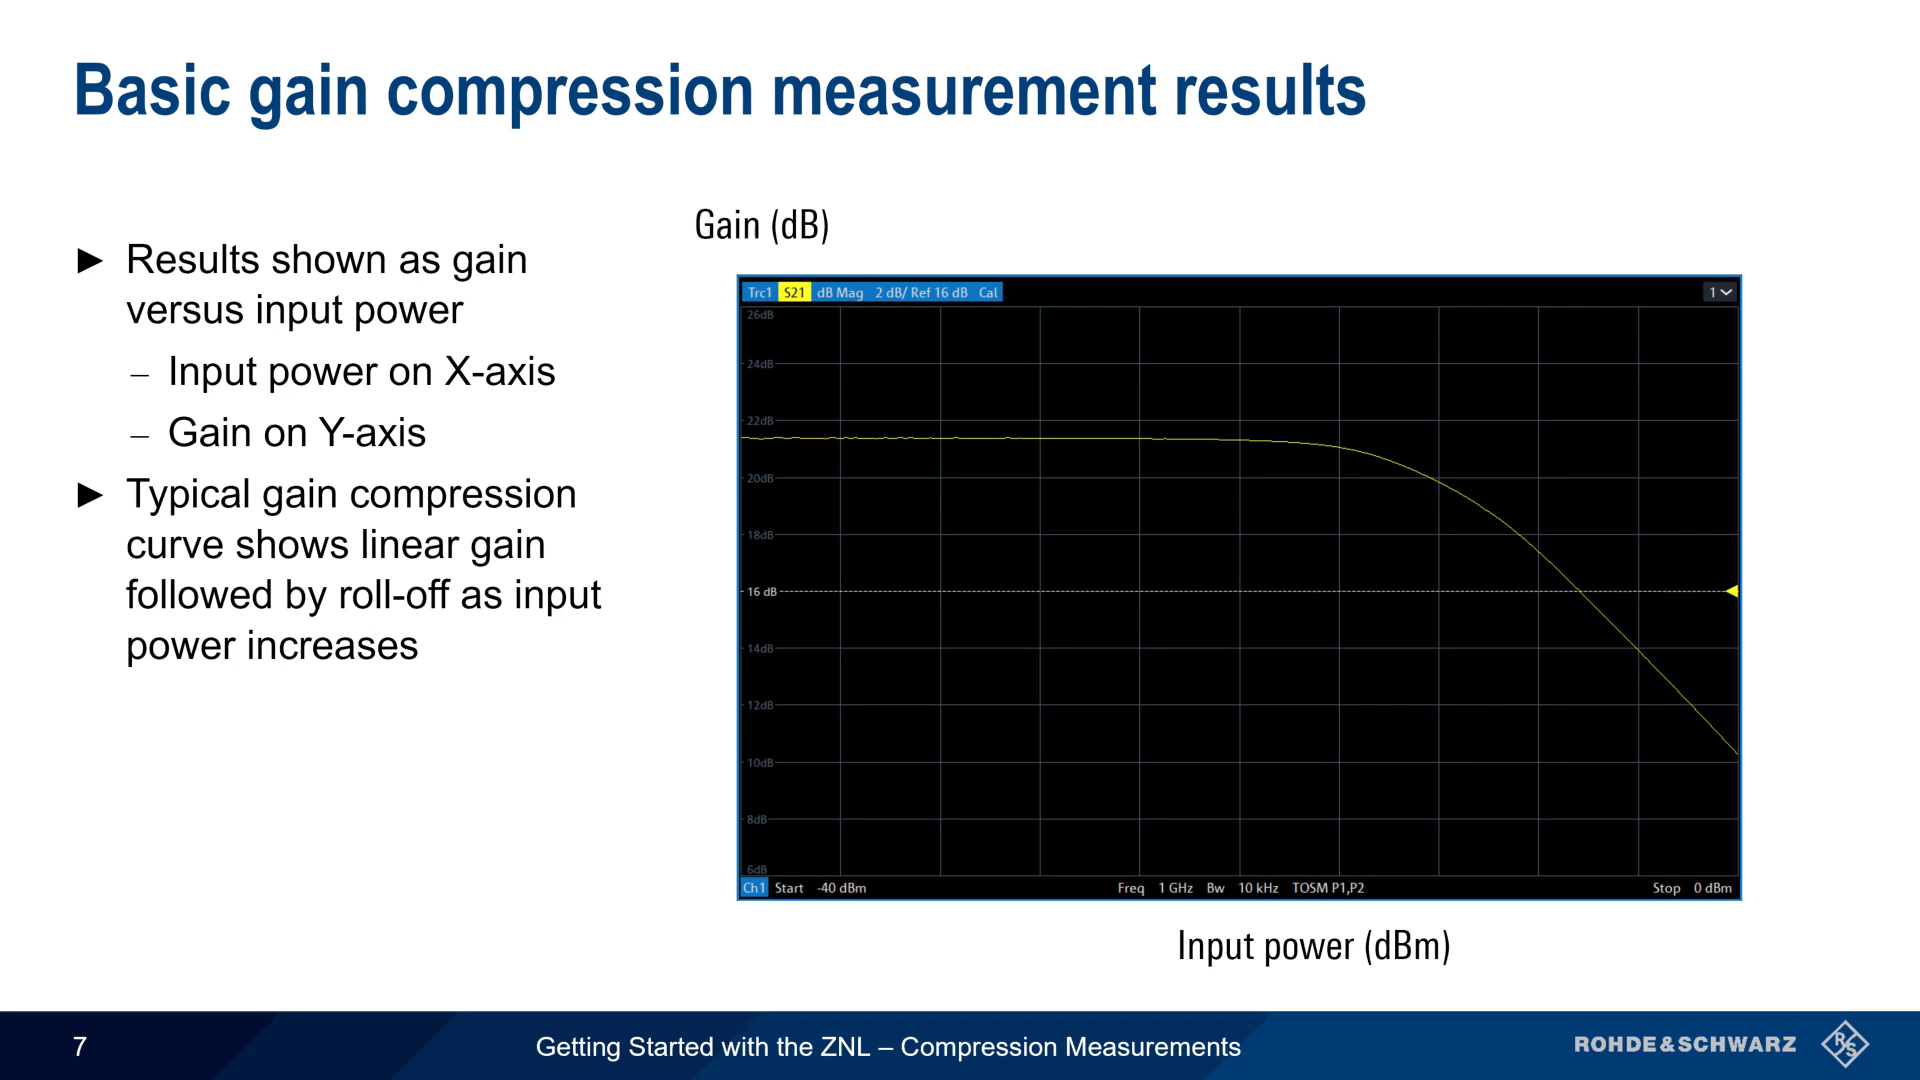 Basic gain compression measurement results
► Results shown as gain
versus input power
– Input power on X-axis
– Gain on Y-axis
► Typical gain compression
curve shows linear gain
followed by roll-off as input
power increases
Gain (dB)
Trc1 S21 dB Mag 2 dB/ Ref 16 dB Cal
1
26dB
24dB
22dB
20dB
18dB
16 dB
14dB
12dB
10dB
8dB
6dB
Ch1 Start -40 dBm Freq 1 GHz Bw 10 kHz TOSM P1,P2 Stop 0 dBm
Input power (dBm)
7
Getting Started with the ZNL – Compression Measurements
ROHDE&SCHWARZ
R&S